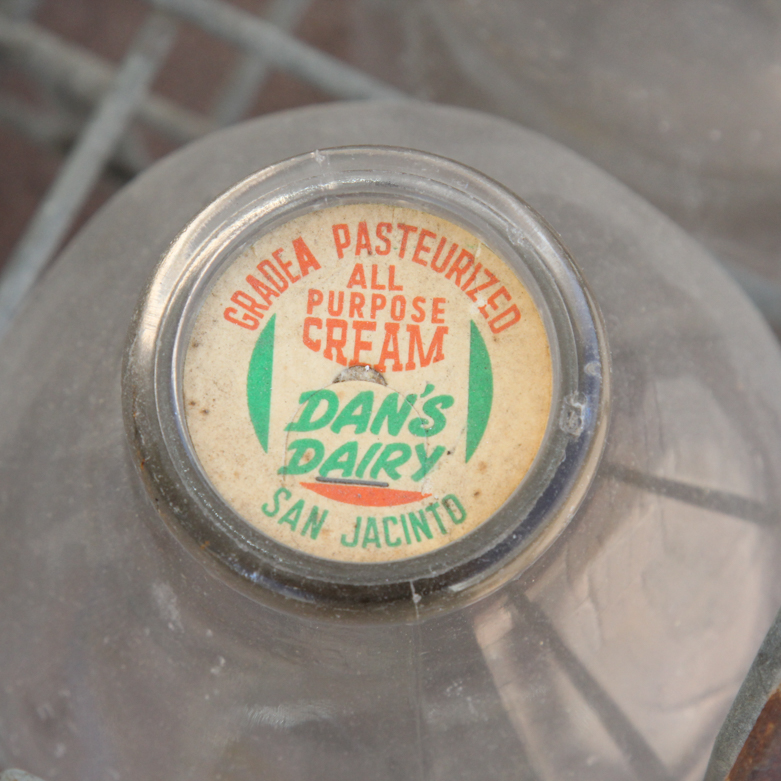 GRADEA PASTEURIZED
ALL
PURPOSE
CREAM
DAN'S
DAIRY
SAN JACINTO